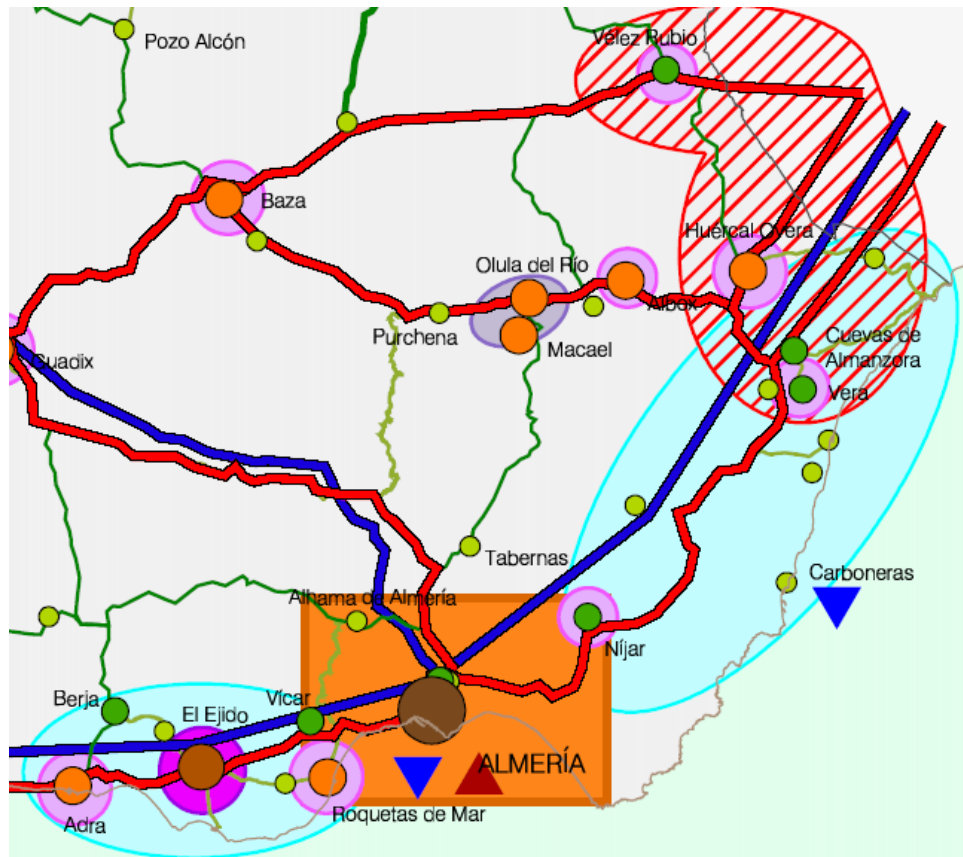 Pozo Alcón
Vélez Rubio
Baza
Huercal Overa
Olula del Río
Albox
Purchena
Macael
Cuevas de
Almanzora
Guadix
Vera
Tabernas
Carboneras
Alhama de Almería
Níjar
Berja
El Ejido
Vícar
ALMERÍA
Adra
Roquetas de Mar